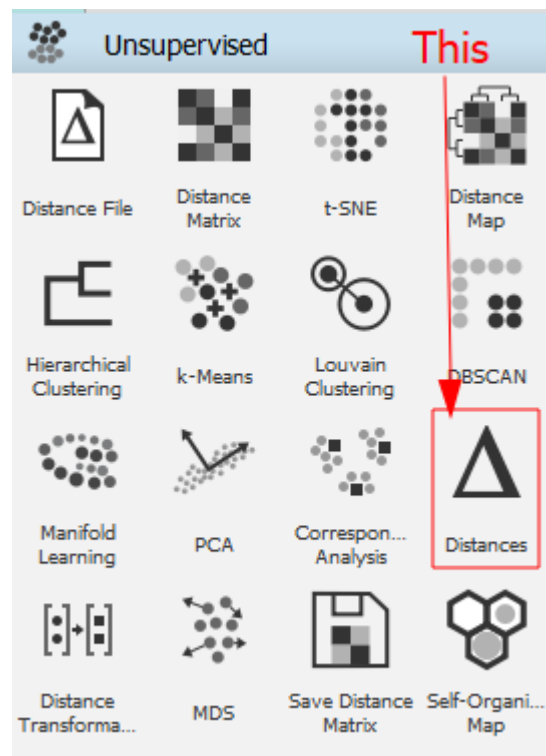 Unsupervised
This
Distance File
Distance
Matrix
t-SNE
Distance
Map
Hierarchical
Clustering
k-Means
Louvain
Clustering
DBSCAN
Manifold
Learning
PCA
Correspon...
Analysis
Distances
Distance
Transforma...
MDS
Save Distance
Matrix
Self-Organi...
Map